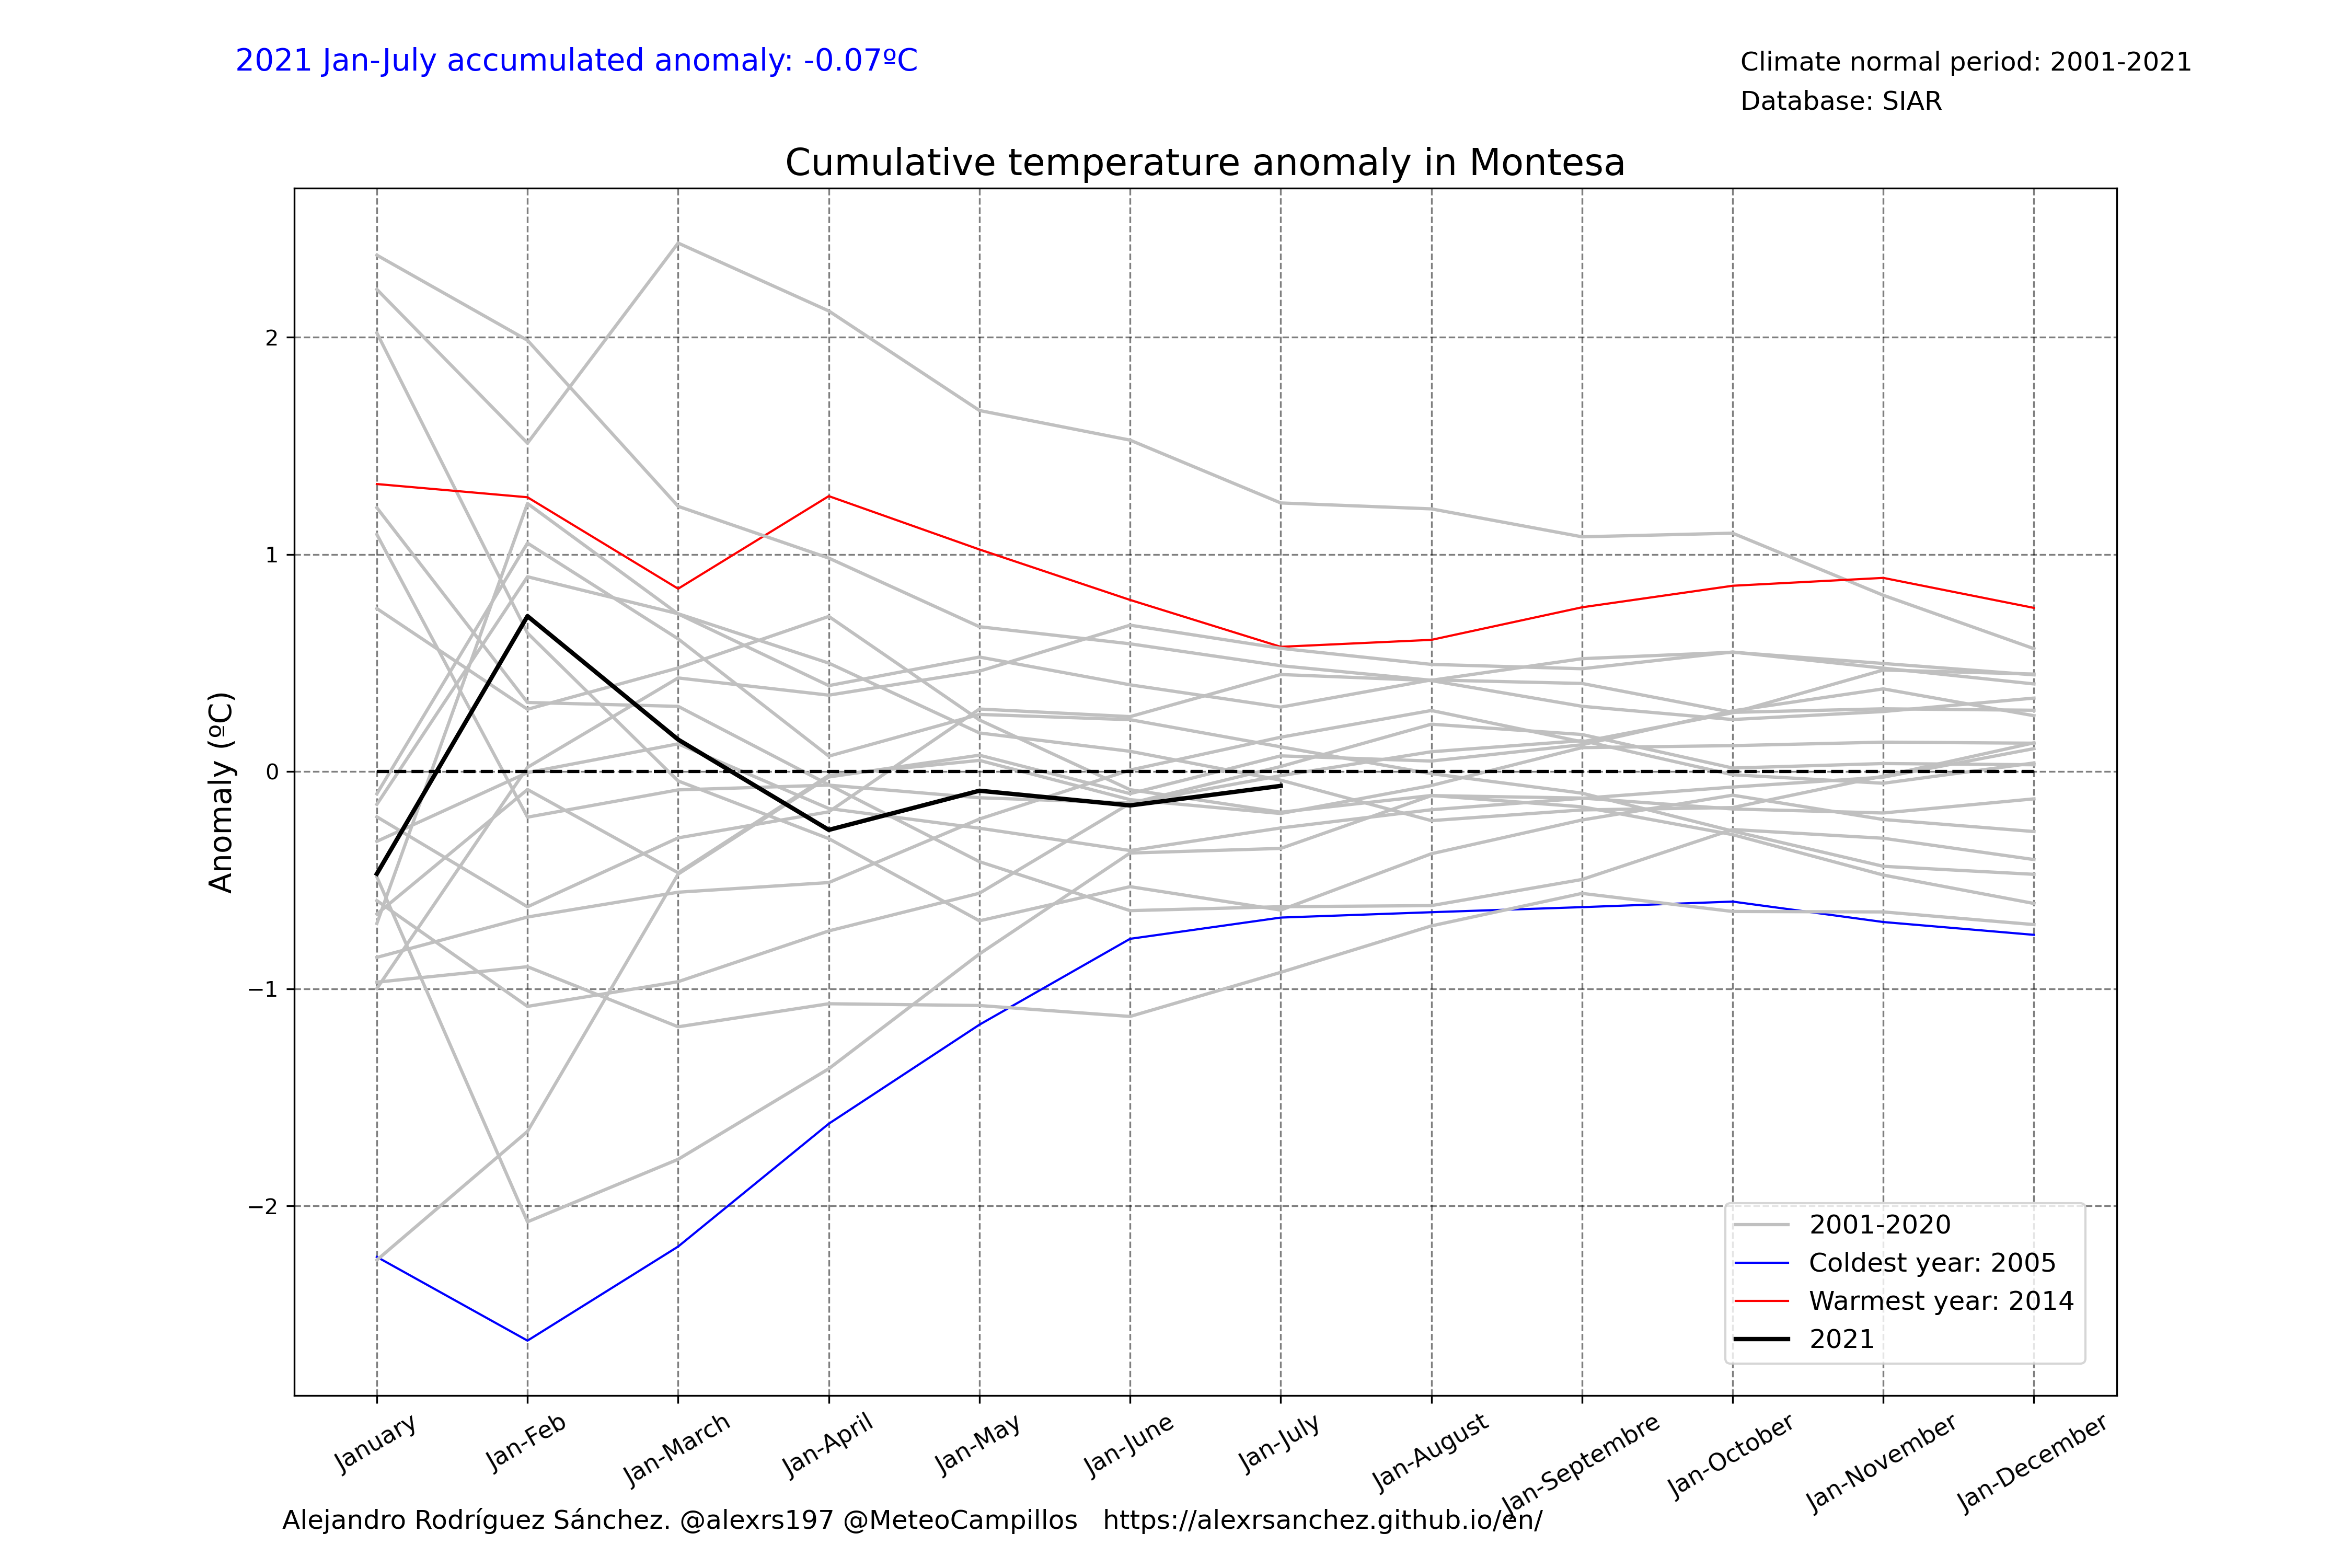 2021 Jan-July accumulated anomaly: -0.07ºC
Climate normal period: 2001-2021
Database: SIAR
Cumulative temperature anomaly in Montesa
Anomaly (ºC)
2
1
0
−1
−2
2001-2020
Coldest year: 2005
Warmest year: 2014
2021
January
Jan-Feb
Jan-March
Jan-April
Jan-May
Jan-June
Jan-July
Jan-August
Jan-Septembre
Jan-October
Jan-November
Jan-December
Alejandro Rodríguez Sánchez. @alexrs197 @MeteoCampillos https://alexrsanchez.github.io/en/